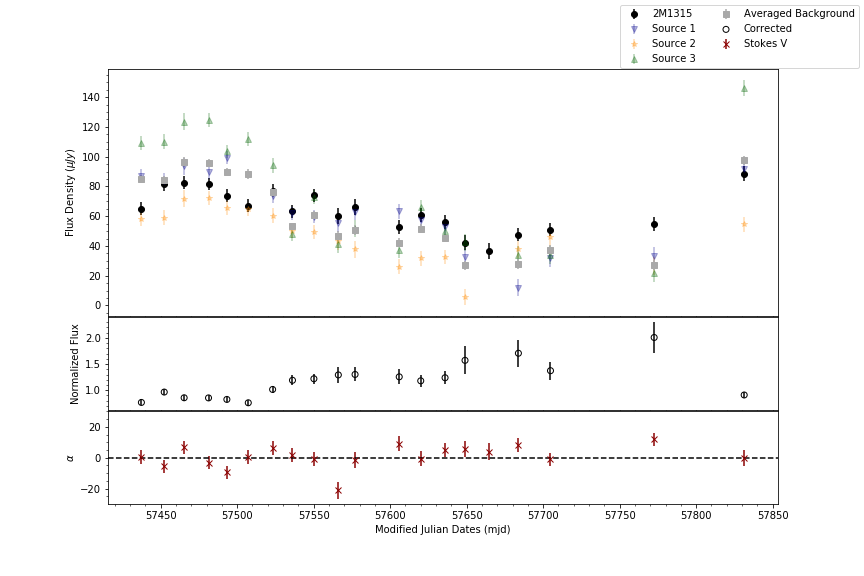 2M1315
Source 1
Source 2
Source 3
Averaged Background
Corrected
Stokes V
Flux Density (μJy)
140
120
100
80
60
40
20
0
Normalized Flux
2.0
1.5
1.0
α
20
0
−20
57450 57500 57550 57600 57650 57700 57750 57800 57850
Modified Julian Dates (mjd)